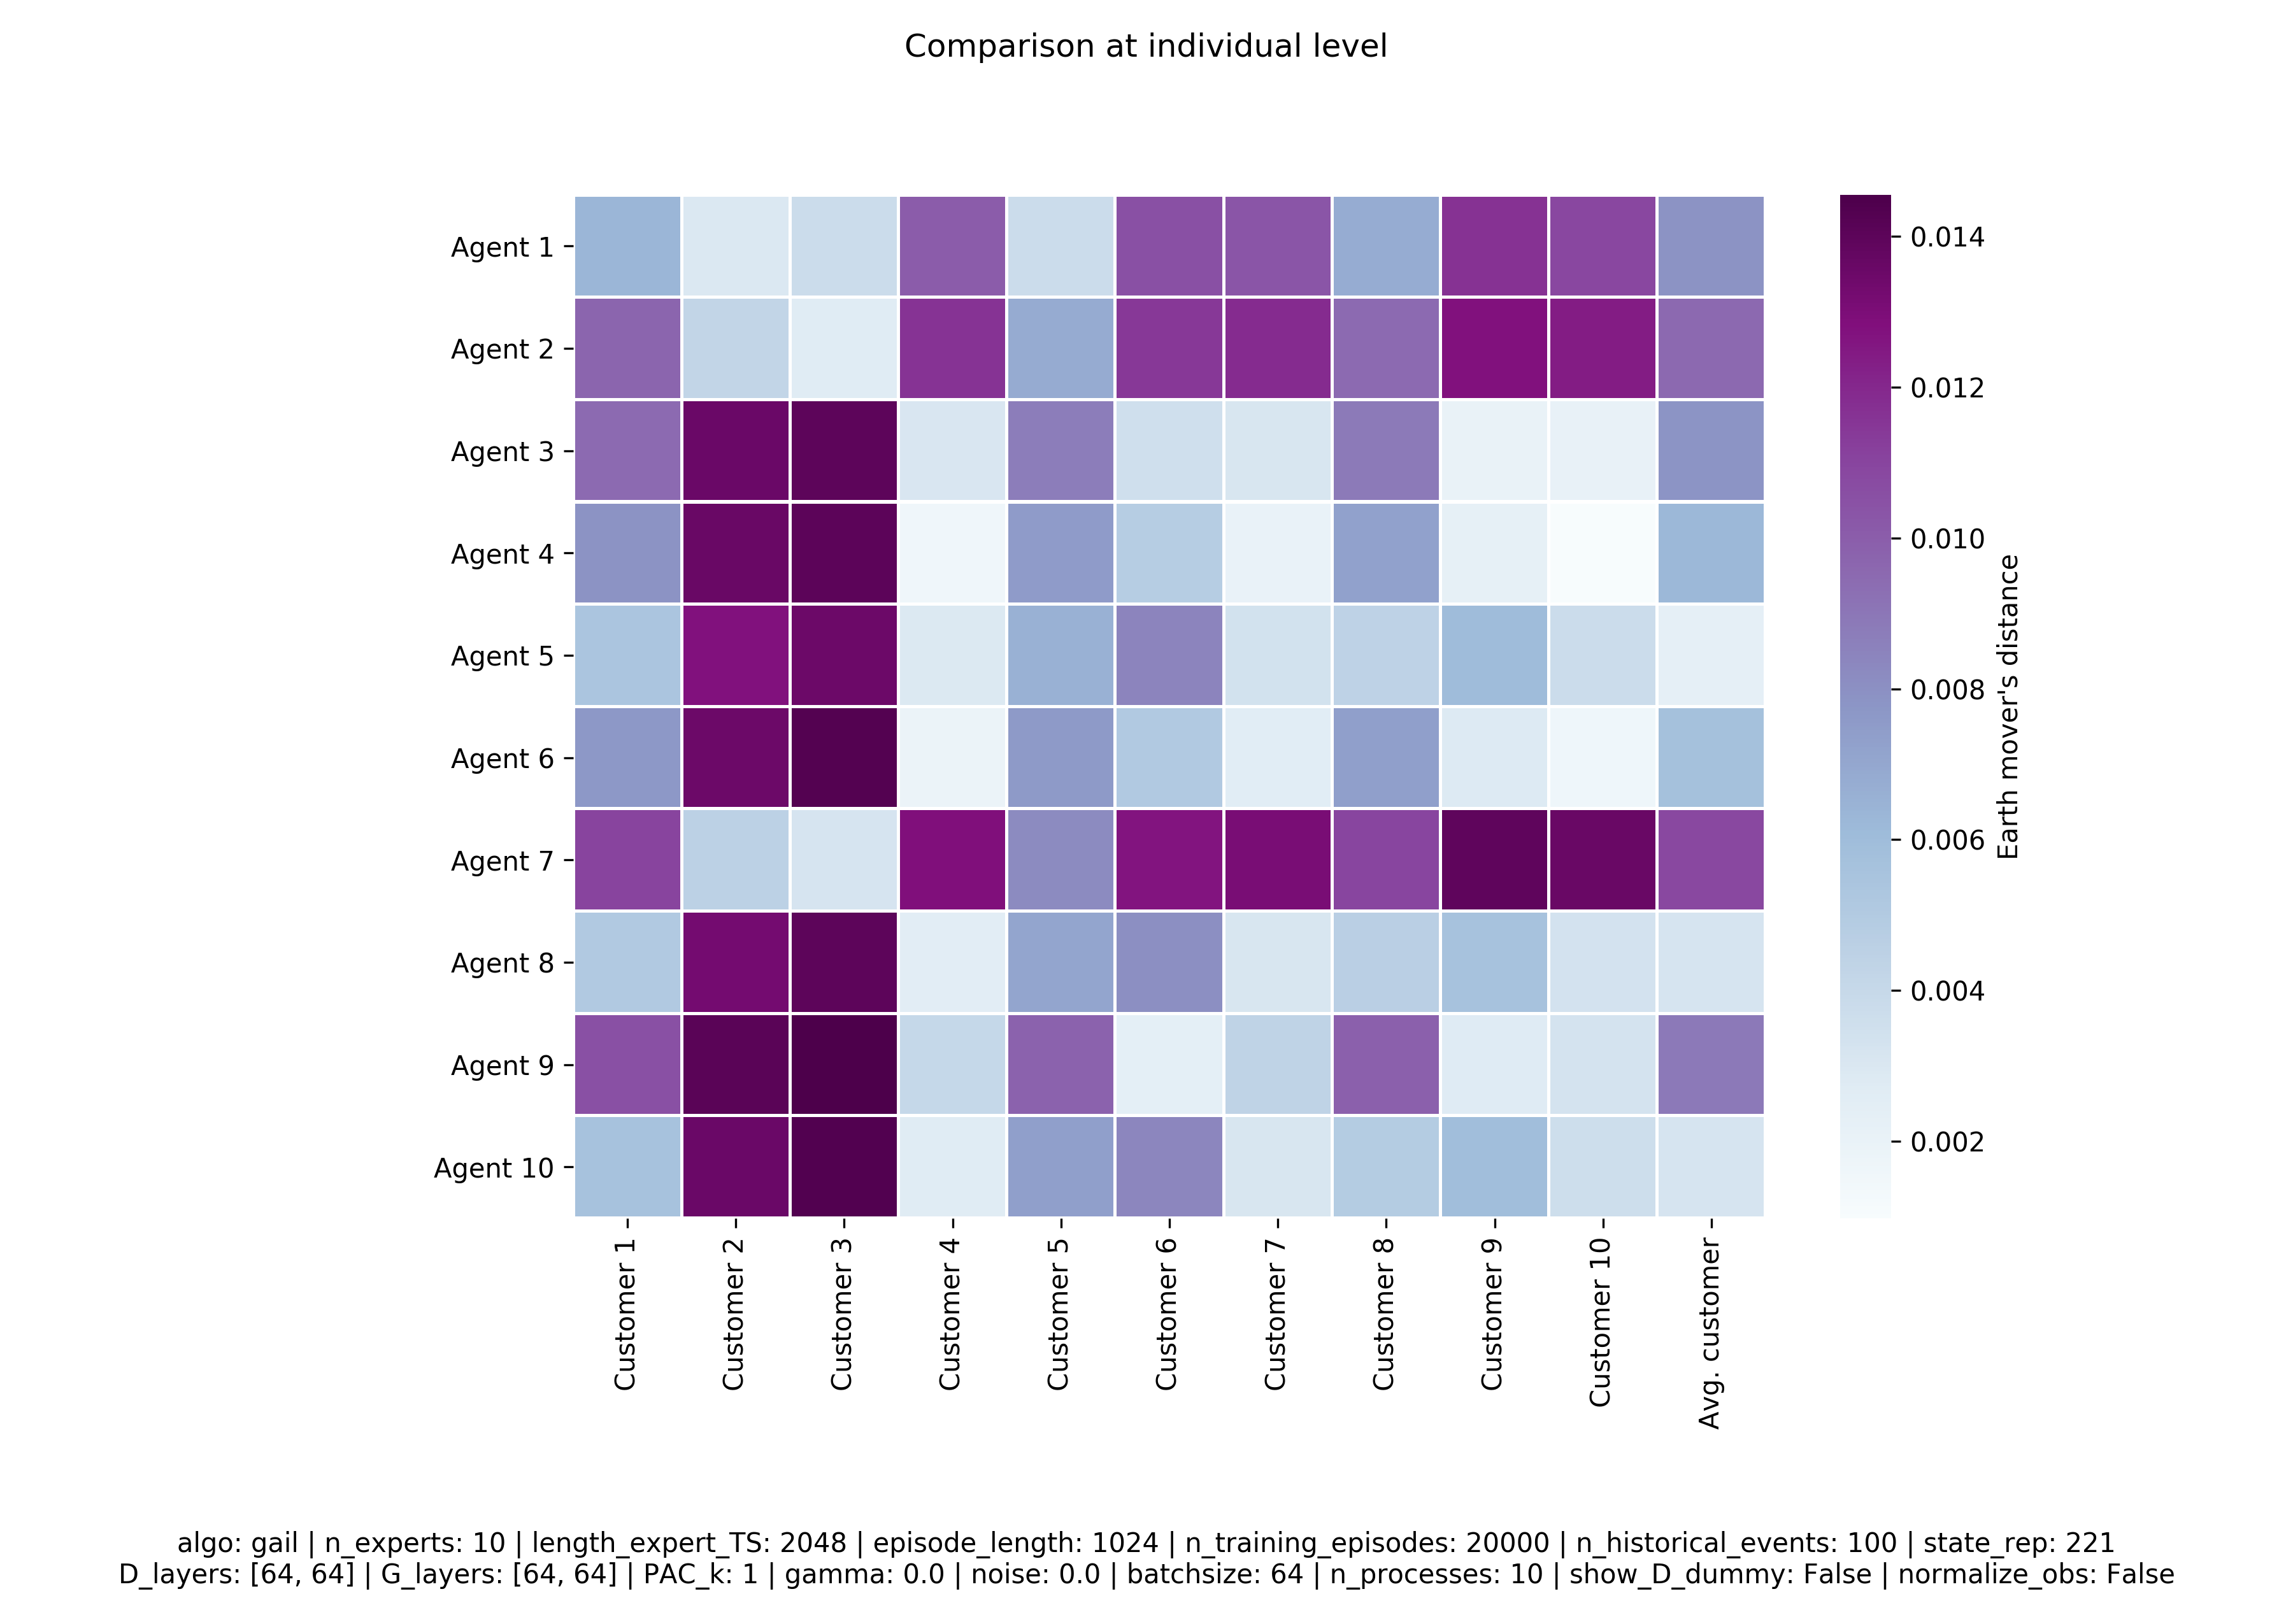 Comparison at individual level
Agent 1
Agent 2
Agent 3
Agent 4
Agent 5
Agent 6
Agent 7
Agent 8
Agent 9
Agent 10
Customer 1
Customer 2
Customer 3
Customer 4
Customer 5
Customer 6
Customer 7
Customer 8
Customer 9
Customer 10
Avg. customer
0.014
0.012
0.010
0.008
0.006
0.004
0.002
Earth mover's distance
algo: gail | n_experts: 10 | length_expert_TS: 2048 | episode_length: 1024 | n_training_episodes: 20000 | n_historical_events: 100 | state_rep: 221
D_layers: [64, 64] | G_layers: [64, 64] | PAC_k: 1 | gamma: 0.0 | noise: 0.0 | batchsize: 64 | n_processes: 10 | show_D_dummy: False | normalize_obs: False